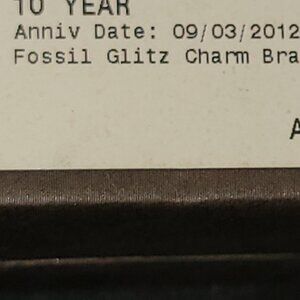 10 YEAR
Anniv Date: 09/03/2012
Fossil Glitz Charm Bra
A